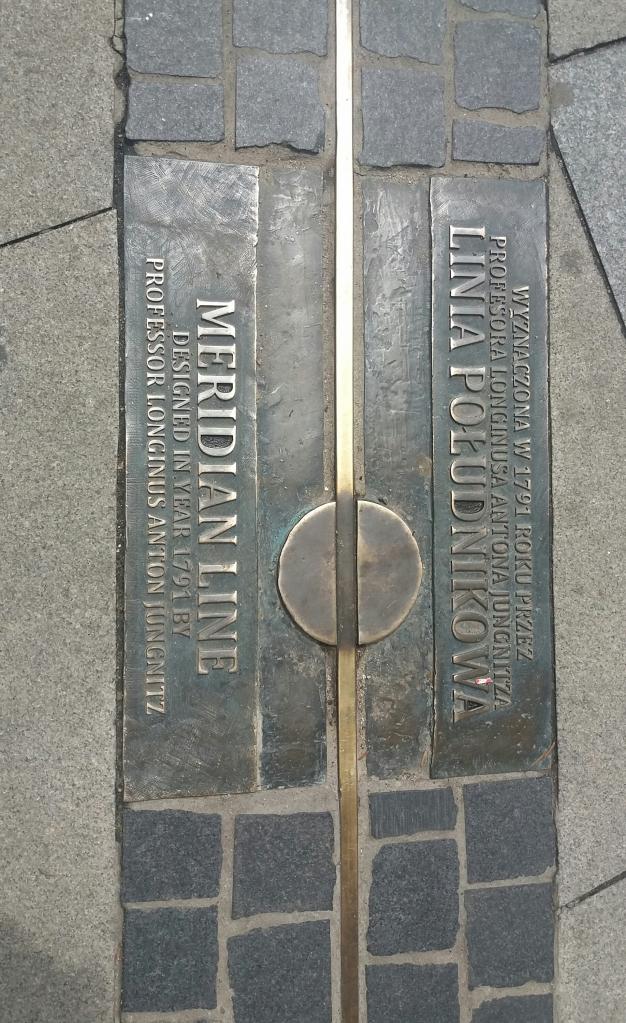 WYZNACZONA W 1791 ROKU PRZEZ
PROFESORA LONGINUSA ANTONA JUNGNITZA
LINIA POŁUDNIKOWA
MERIDIAN LINE
DESIGNED IN YEAR 1791 BY
PROFESSOR LONGINUS ANTON JUNGNITZ